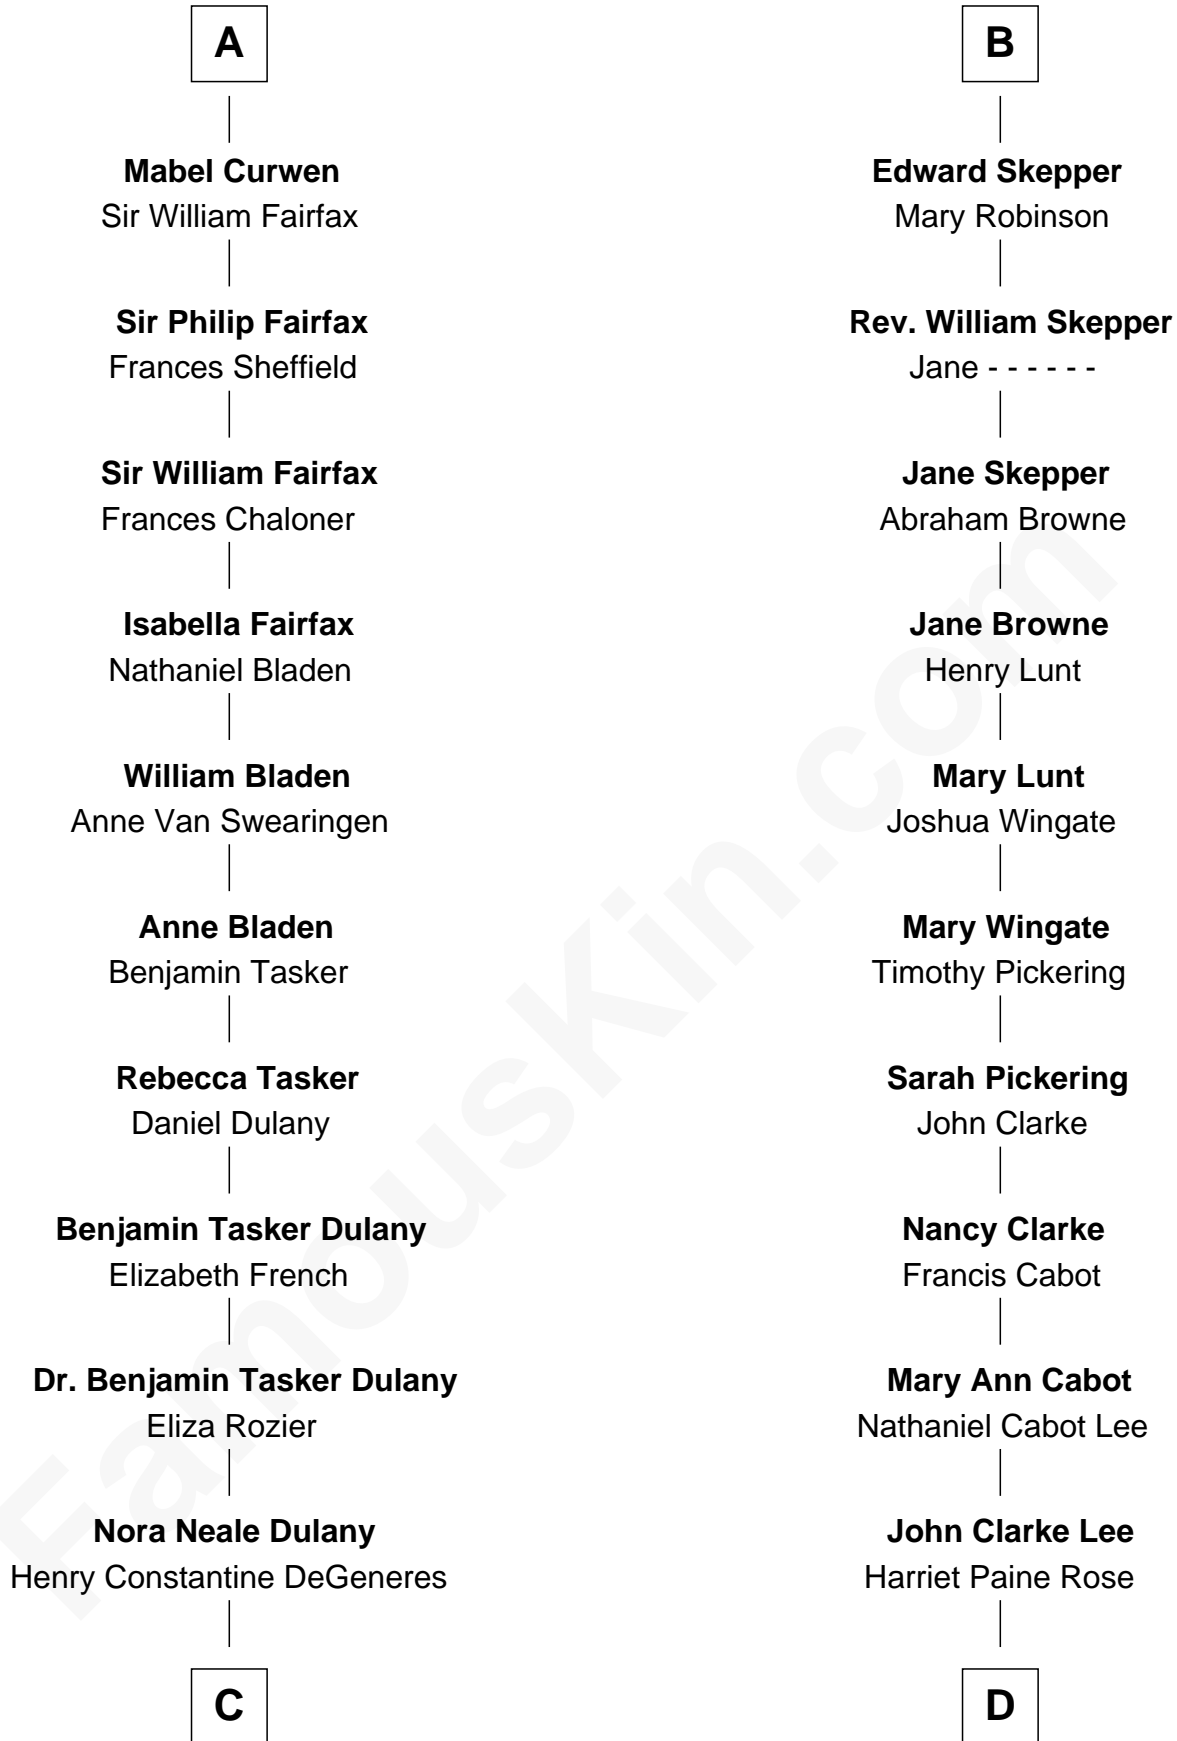 A
Mabel Curwen
Sir William Fairfax
Sir Philip Fairfax
Frances Sheffield
Sir William Fairfax
Frances Chaloner
Isabella Fairfax
Nathaniel Bladen
William Bladen
Anne Van Swearingen
Anne Bladen
Benjamin Tasker
Rebecca Tasker
Daniel Dulany
Benjamin Tasker Dulany
Elizabeth French
Dr. Benjamin Tasker Dulany
Eliza Rozier
Nora Neale Dulany
Henry Constantine DeGeneres
C
B
Edward Skepper
Mary Robinson
Rev. William Skepper
Jane - - - - - -
Jane Skepper
Abraham Browne
Jane Browne
Henry Lunt
Mary Lunt
Joshua Wingate
Mary Wingate
Timothy Pickering
Sarah Pickering
John Clarke
Nancy Clarke
Francis Cabot
Mary Ann Cabot
Nathaniel Cabot Lee
John Clarke Lee
Harriet Paine Rose
D
FamousKin.com